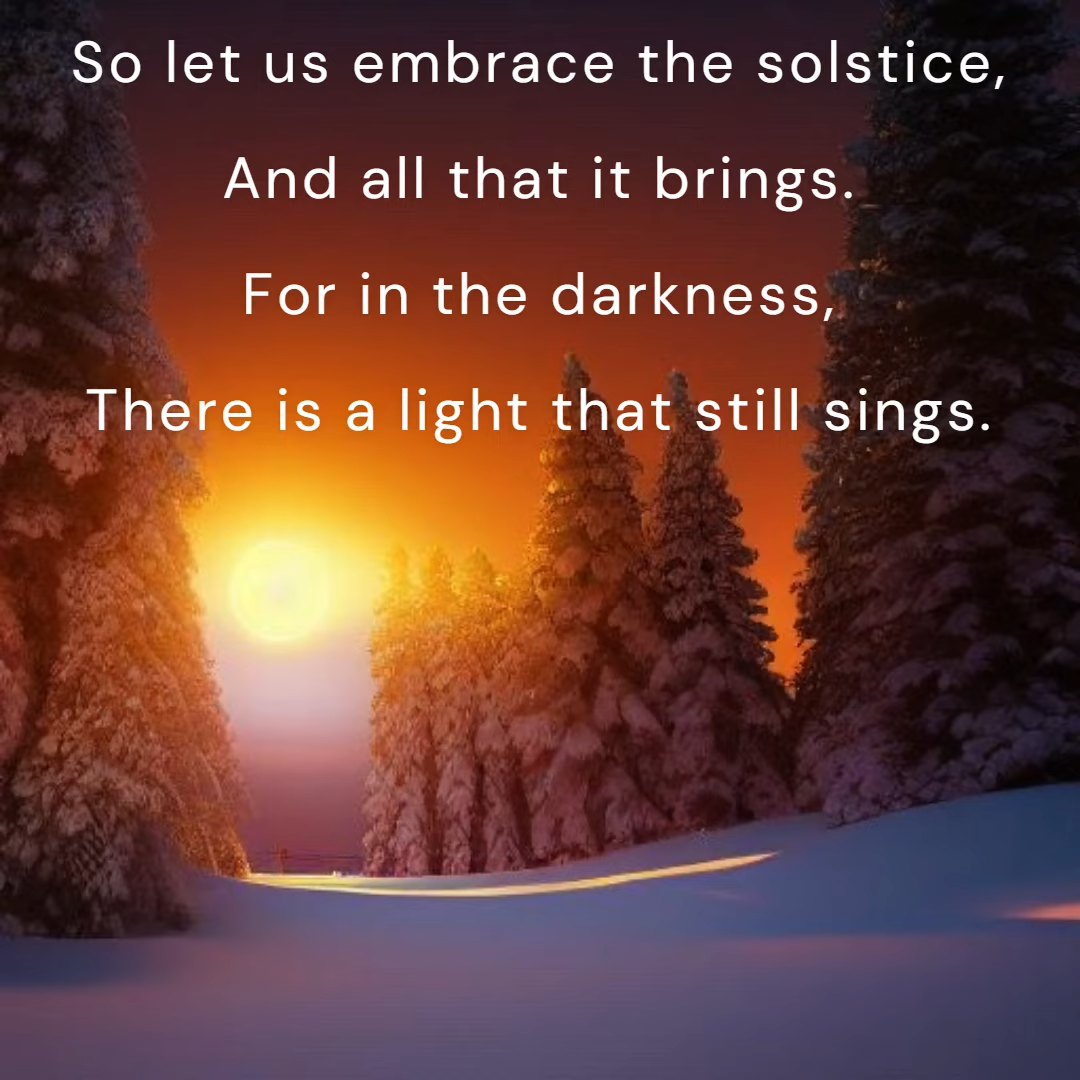 So let us embrace the solstice,
And all that it brings.
For in the darkness,
There is a light that still sings.